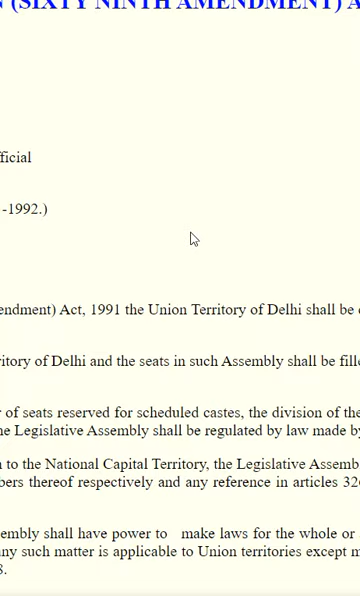 (SIXTY NINTH AMENDMENT)
ficial
-1992.)
endment) Act, 1991 the Union Territory of Delhi shall be
ritory of Delhi and the seats in such Assembly shall be fille
of seats reserved for scheduled castes, the division of the
he Legislative Assembly shall be regulated by law made by
to the National Capital Territory, the Legislative Assemb
bers thereof respectively and any reference in articles 32
sembly shall have power to make laws for the whole or
any such matter is applicable to Union territories except m
8.